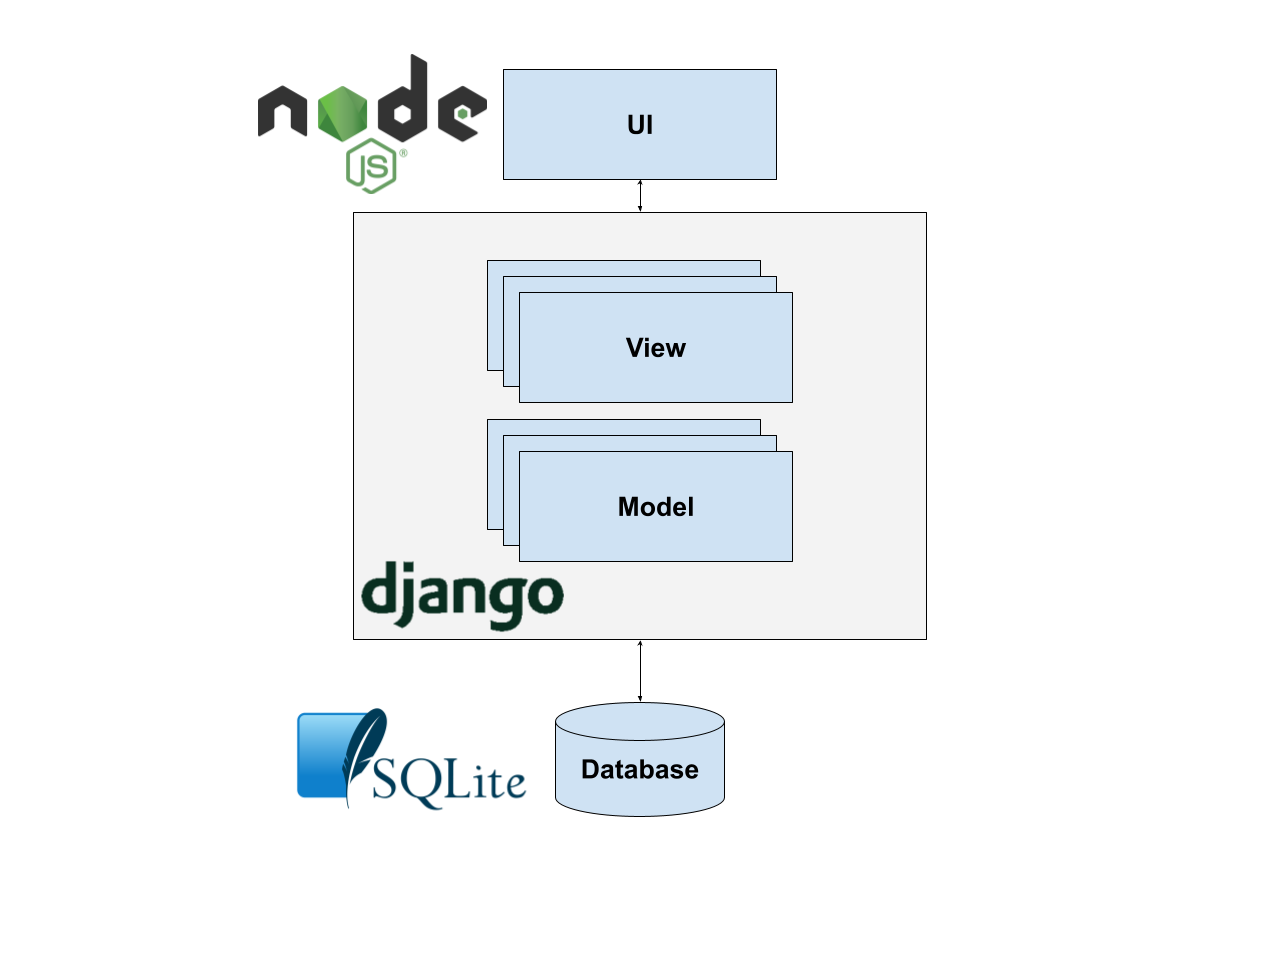 node
JS®
UI
View
Model
django
SQLite
Database